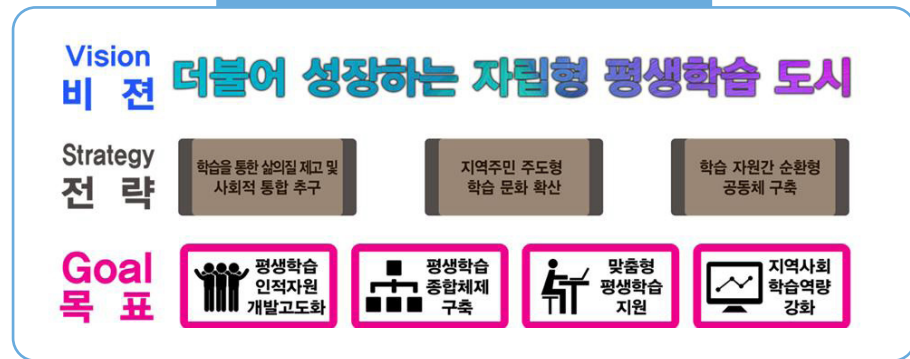 Vision
비 젼
더불어 성장하는 자립형 평생학습 도시
Strategy
전 략
학습을 통한 삶의질 제고 및
사회적 통합 추구
지역주민 주도형
학습 문화 확산
학습 자원간 순환형
공동체 구축
Goal
목 표
평생학습
인적자원
개발고도화
평생학습
종합체제
구축
맞춤형
평생학습
지원
지역사회
학습역량
강화